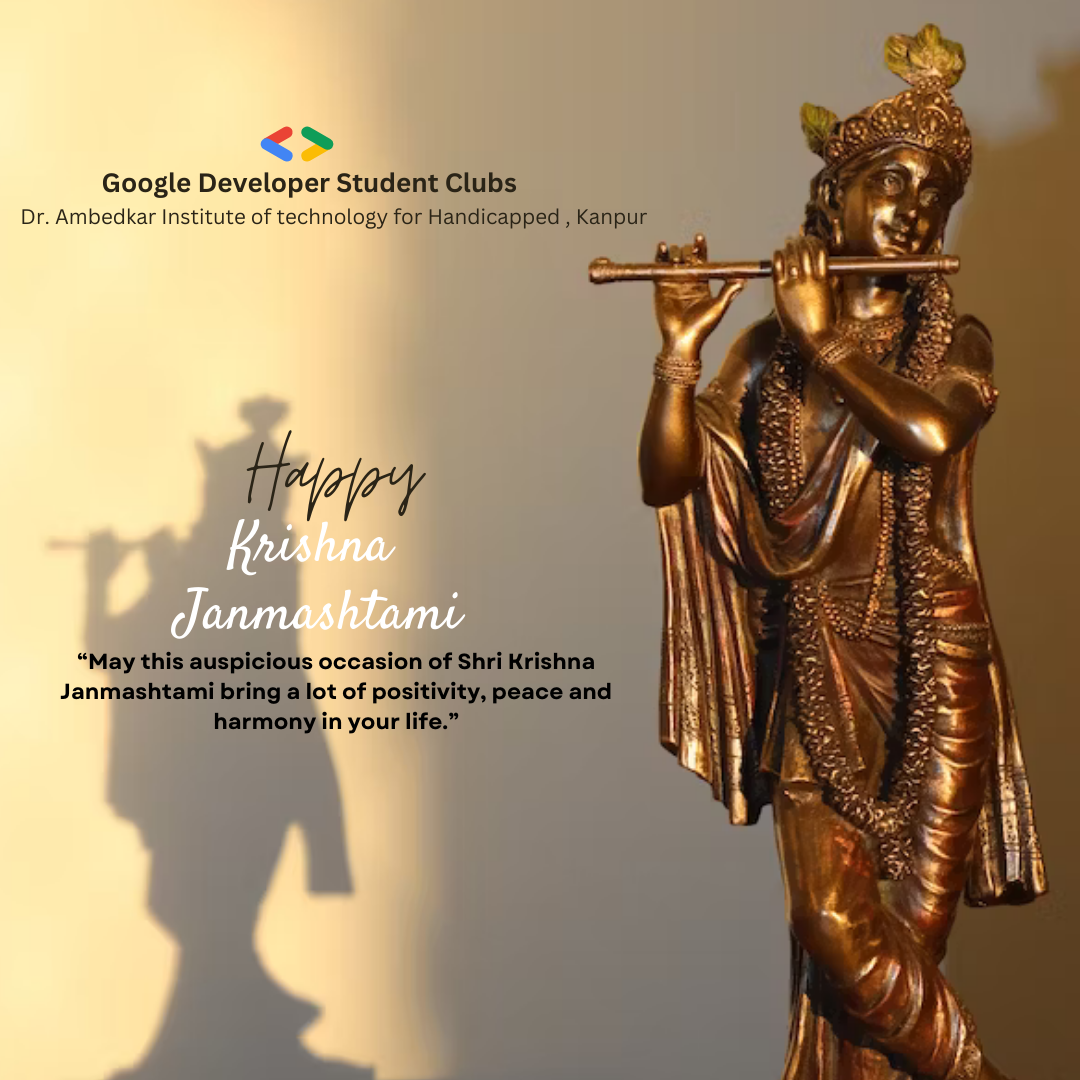 Google Developer Student Clubs
Dr. Ambedkar Institute of technology for Handicapped , Kanpur
Happy
Krishna
Janmashtami
“May this auspicious occasion of Shri Krishna
Janmashtami bring a lot of positivity, peace and
harmony in your life.”